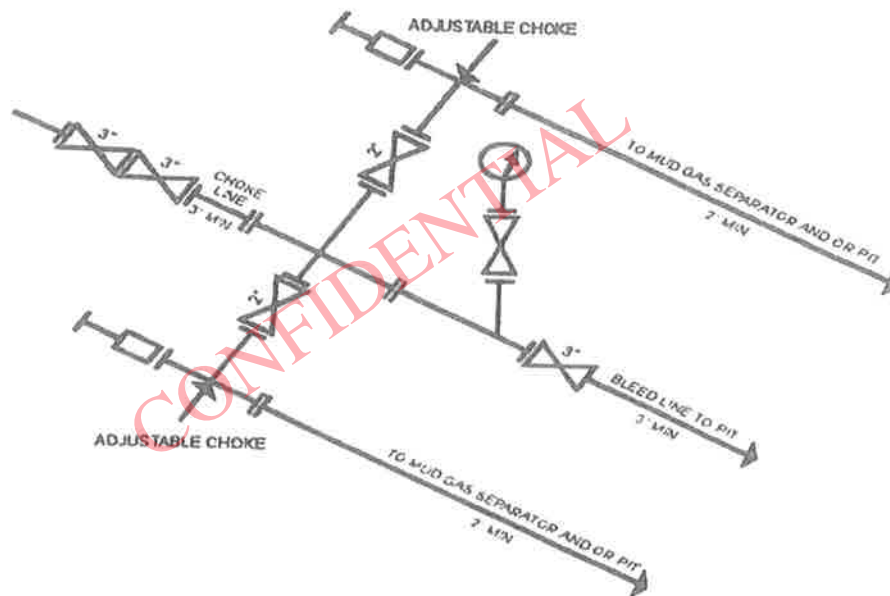 ADJUSTABLE CHOKE
3"
3"
CHOKE
LINE
3" MIN
2"
TO MUD GAS SEPARATOR AND OR PIT
2" MIN
2"
3"
BLEED LINE TO PIT
3" MIN
ADJUSTABLE CHOKE
TO MUD GAS SEPARATOR AND OR PIT
2" MIN
CONFIDENTIAL